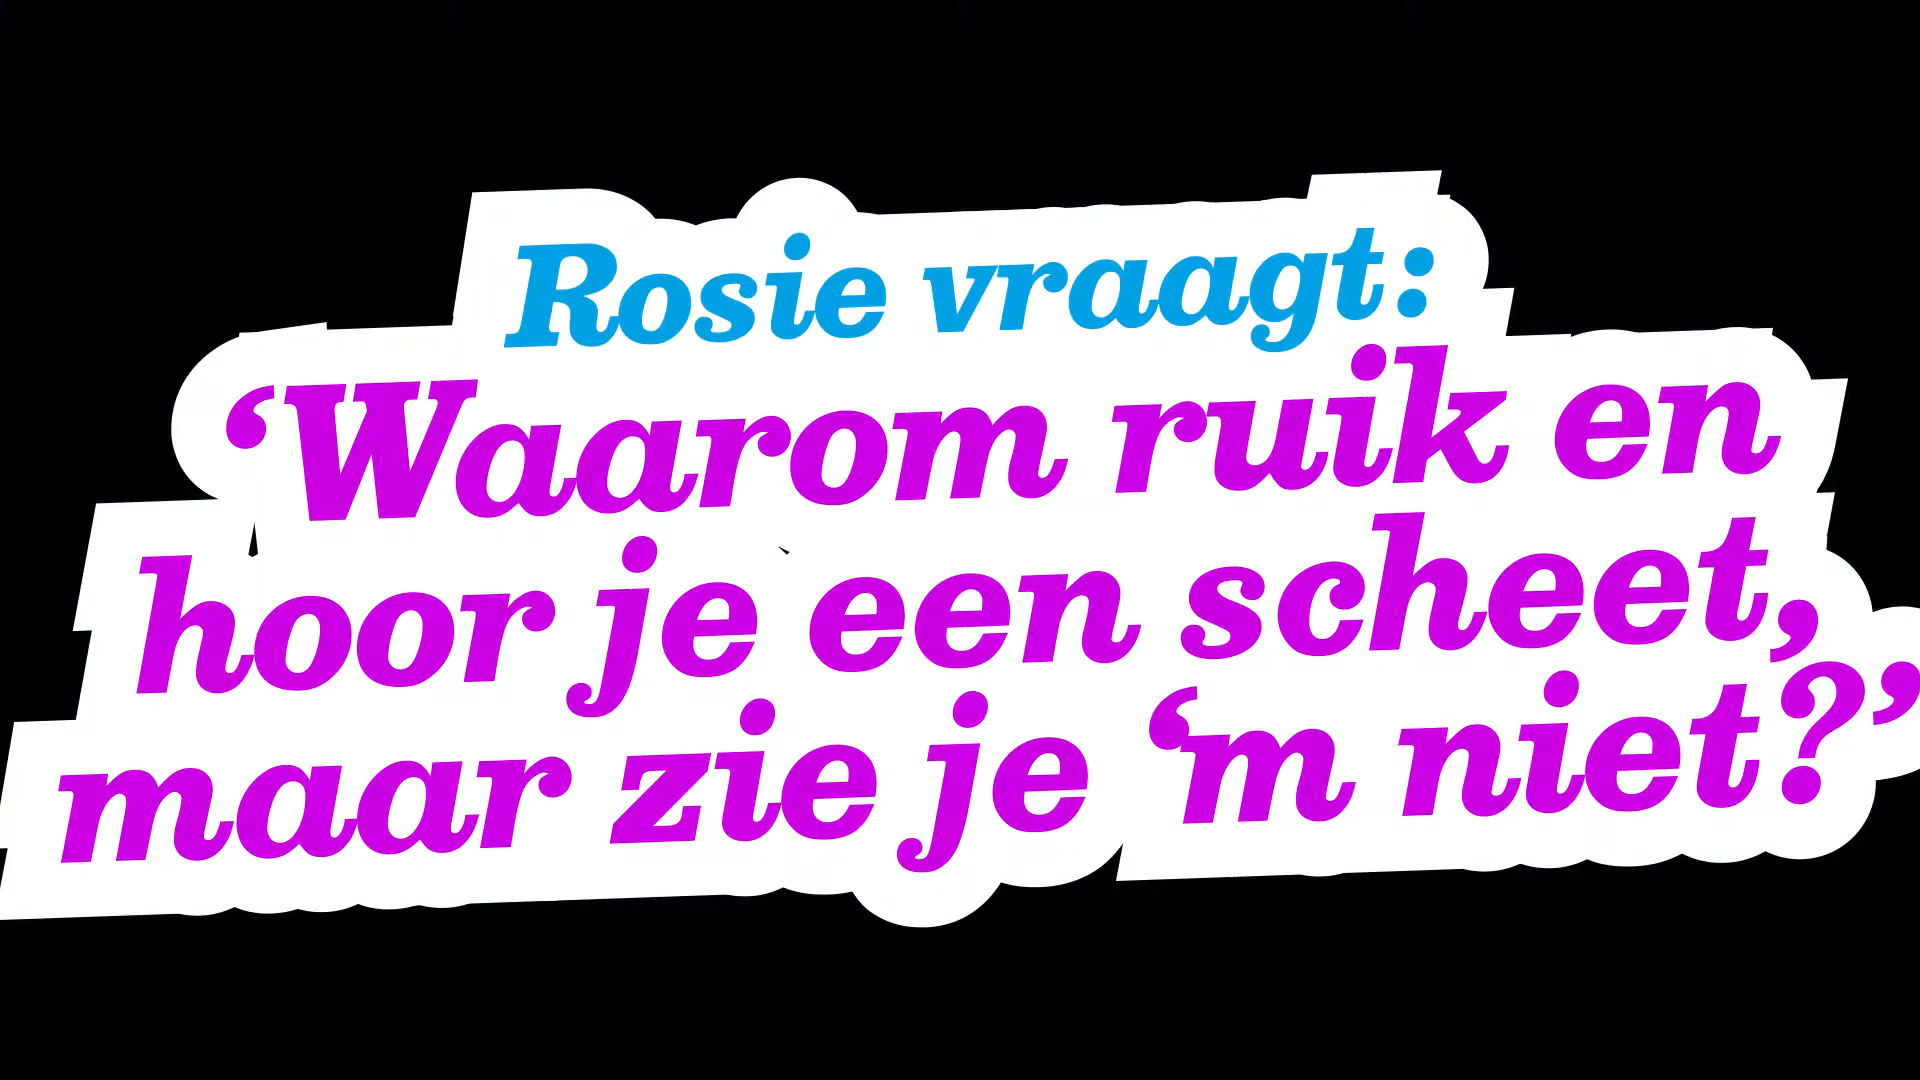 Rosie vraagt:
‘Waarom ruik en
hoor je een scheet,
maar zie je ‘m niet?’